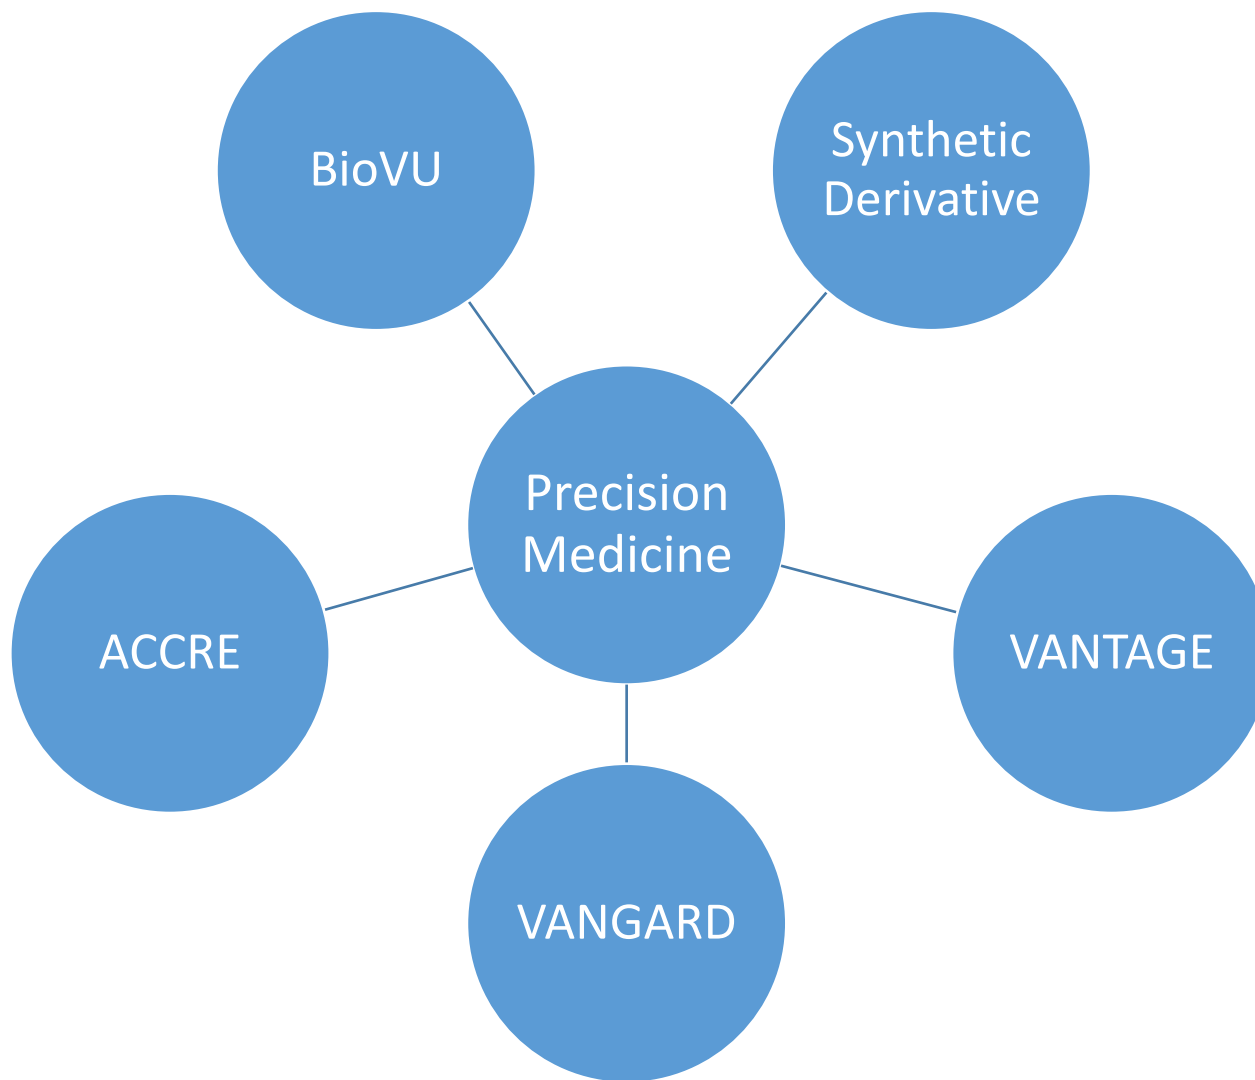 BioVU
Synthetic
Derivative
Precision
Medicine
ACCRE
VANTAGE
VANGARD